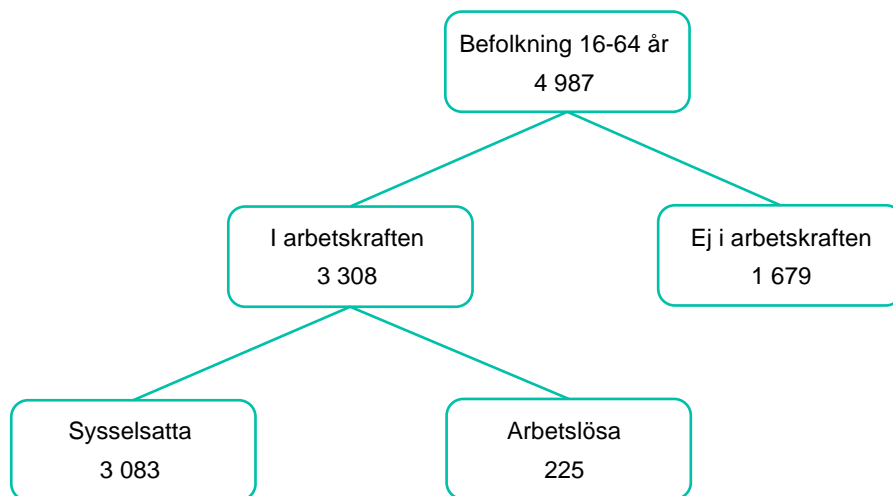 Befolkning 16-64 år
4 987
I arbetskraften
3 308
Ej i arbetskraften
1 679
Sysselsatta
3 083
Arbetslösa
225